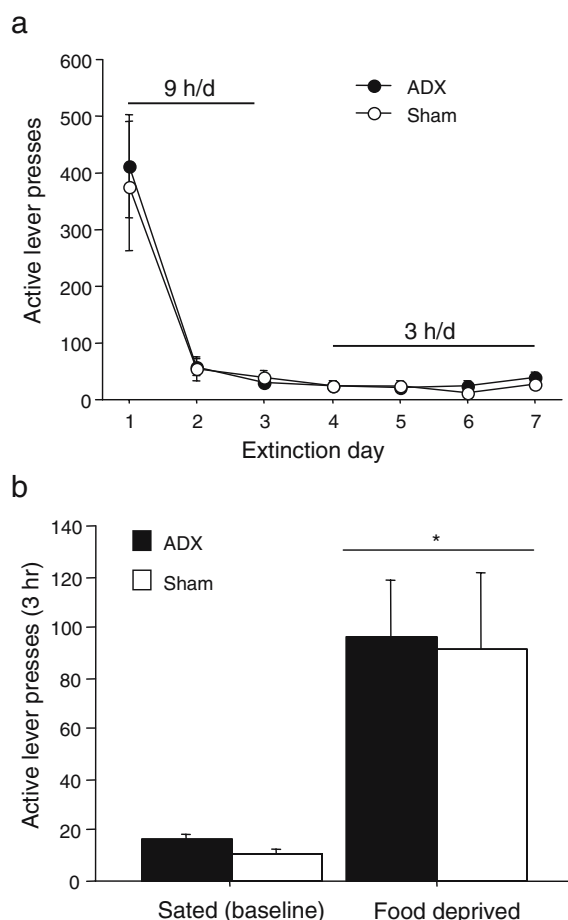 a
600
500
400
300
200
100
0
Active lever presses
9 h/d
ADX
Sham
3 h/d
1 2 3 4 5 6 7
Extinction day
b
140
120
100
80
60
40
20
0
Active lever presses (3 hr)
ADX
Sham
*
Sated (baseline) Food deprived